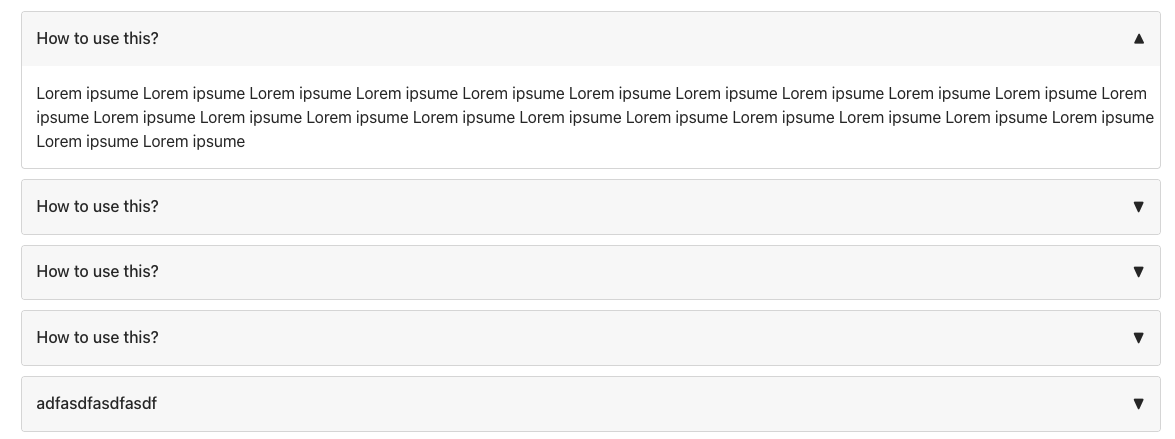 How to use this? ▲
Lorem ipsume Lorem ipsume Lorem ipsume Lorem ipsume Lorem ipsume Lorem ipsume Lorem ipsume Lorem ipsume Lorem ipsume Lorem ipsume Lorem
ipsume Lorem ipsume Lorem ipsume Lorem ipsume Lorem ipsume Lorem ipsume Lorem ipsume Lorem ipsume Lorem ipsume Lorem ipsume Lorem ipsume
Lorem ipsume Lorem ipsume
How to use this? ▼
How to use this? ▼
How to use this? ▼
adfasdfasdfasdf ▼